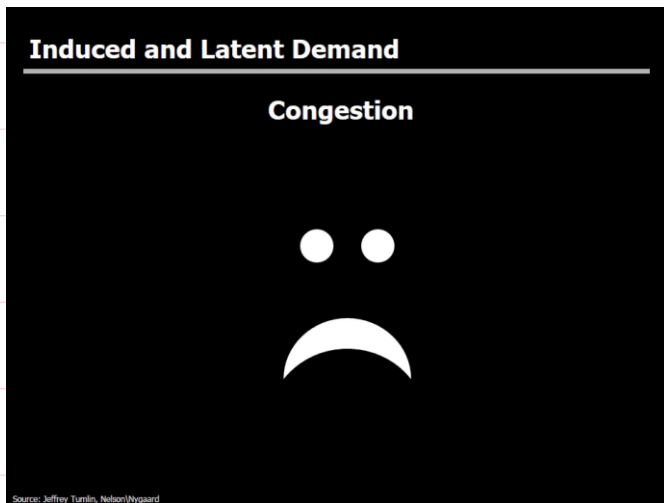 Induced and Latent Demand
Congestion
Source: Jeffrey Tumlin, Nelson\Nygaard